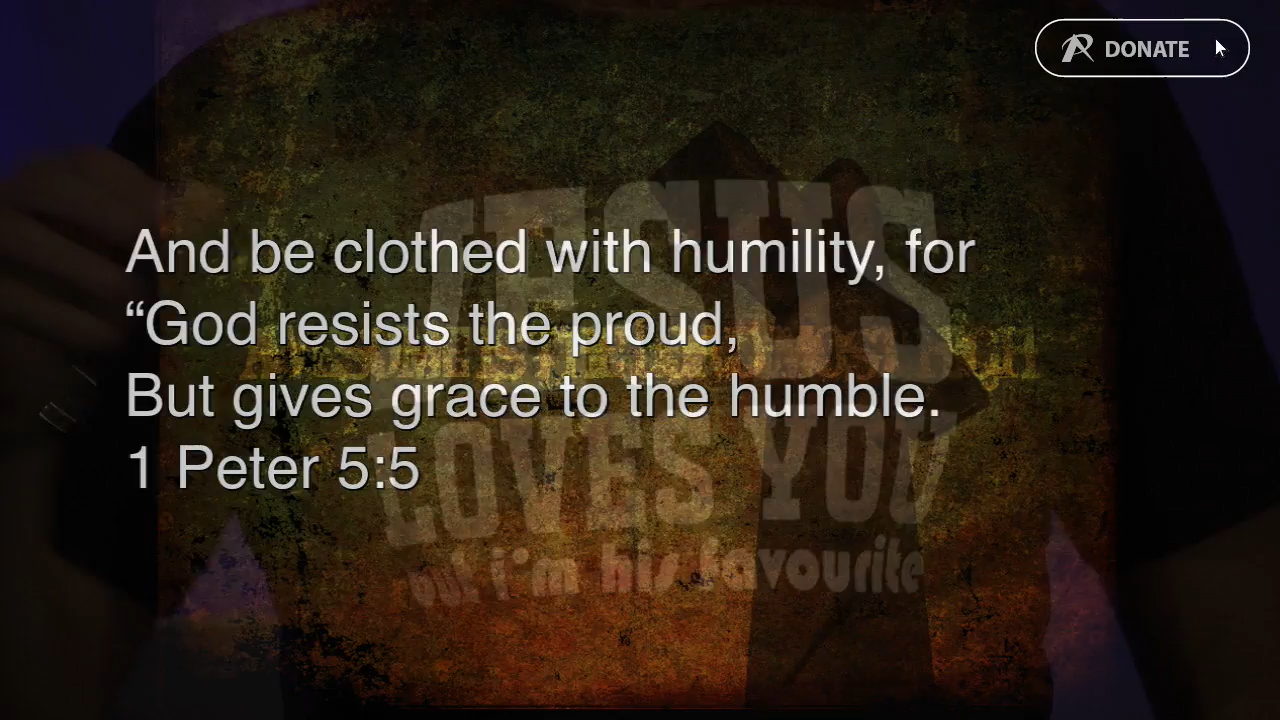 DONATE
JESUS
And be clothed with humility, for
“God resists the proud,
But gives grace to the humble.
1 Peter 5:5
LOVES YOU
but i'm his favourite